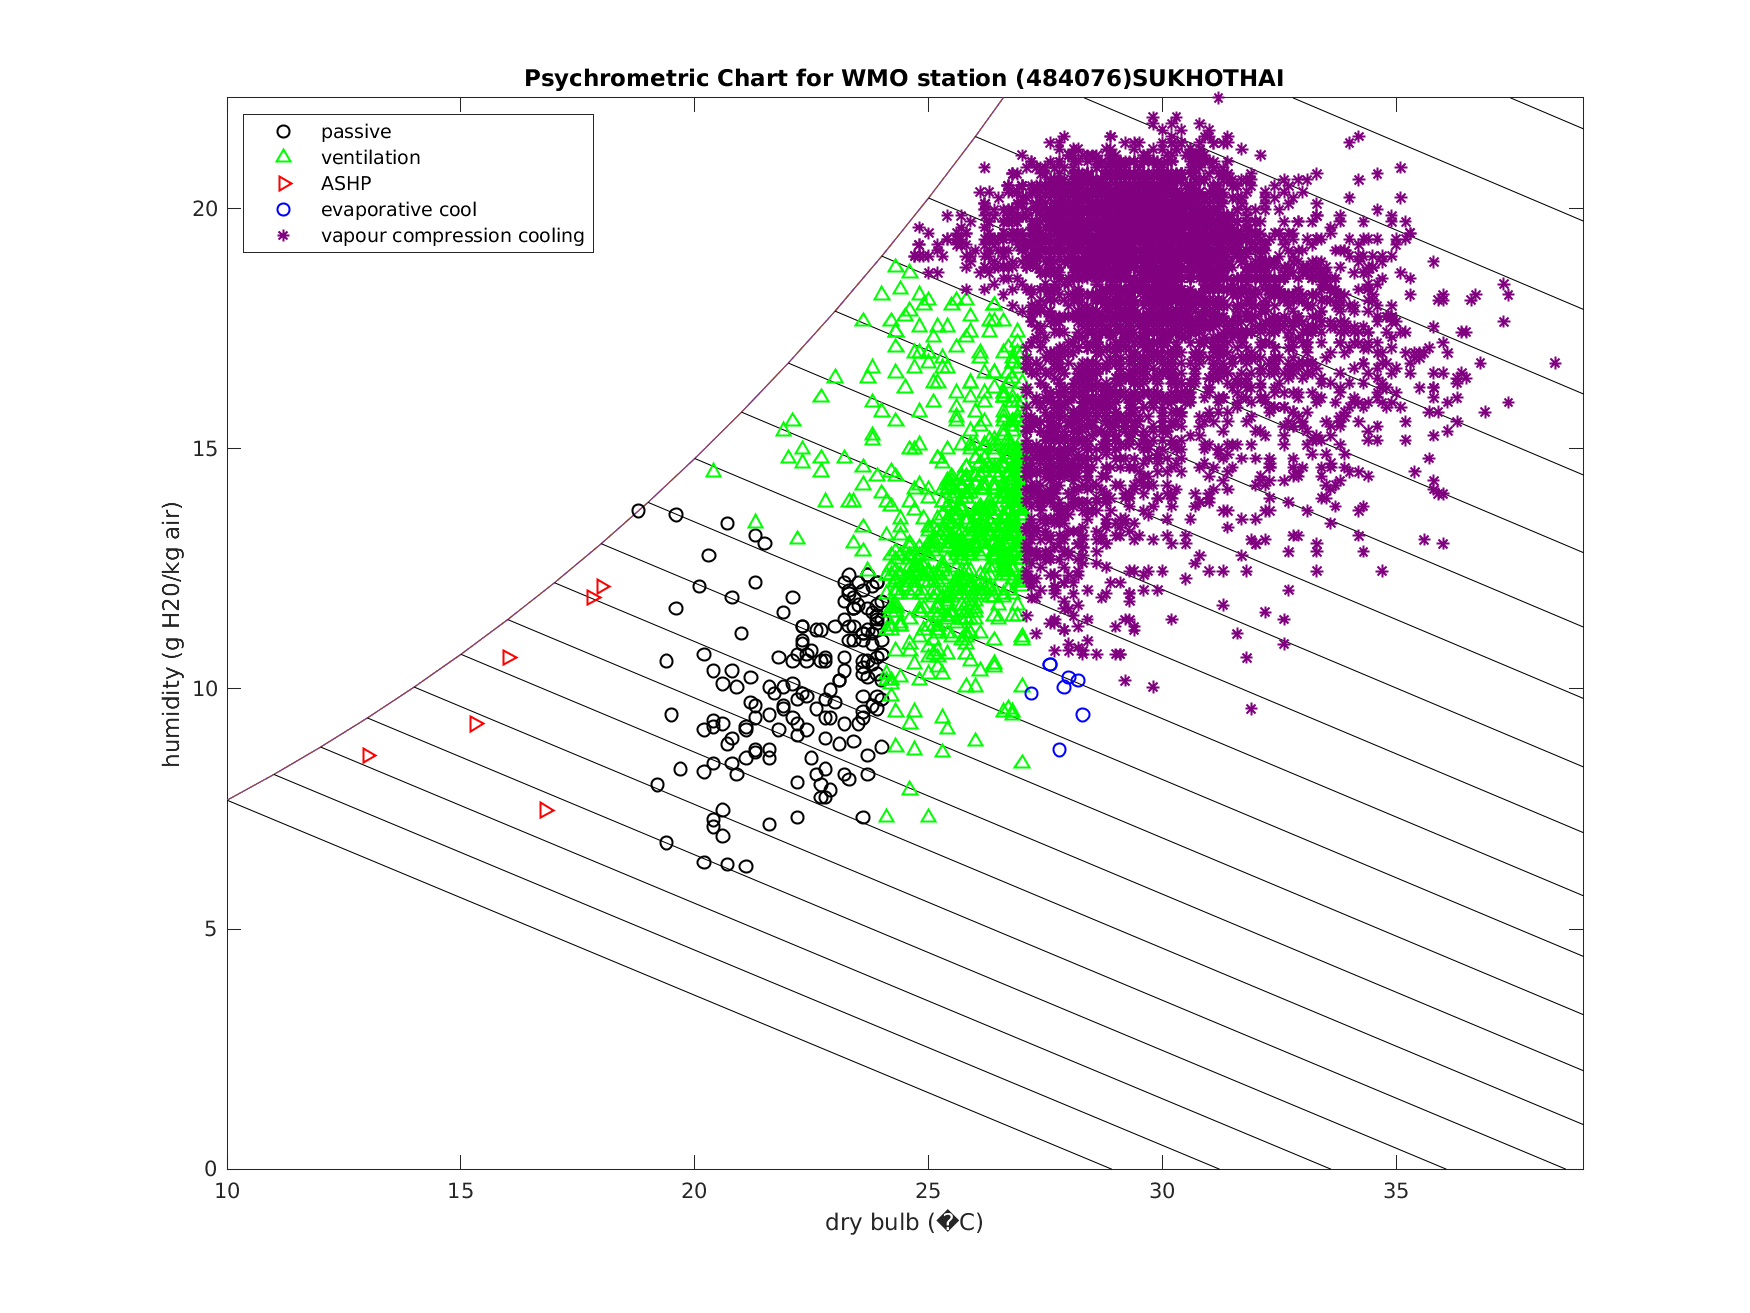 Psychrometric Chart for WMO station (484076)SUKHOTHAI
passive
ventilation
ASHP
evaporative cool
vapour compression cooling
humidity (g H20/kg air)
20
15
10
5
0
10 15 20 25 30 35
dry bulb (�C)